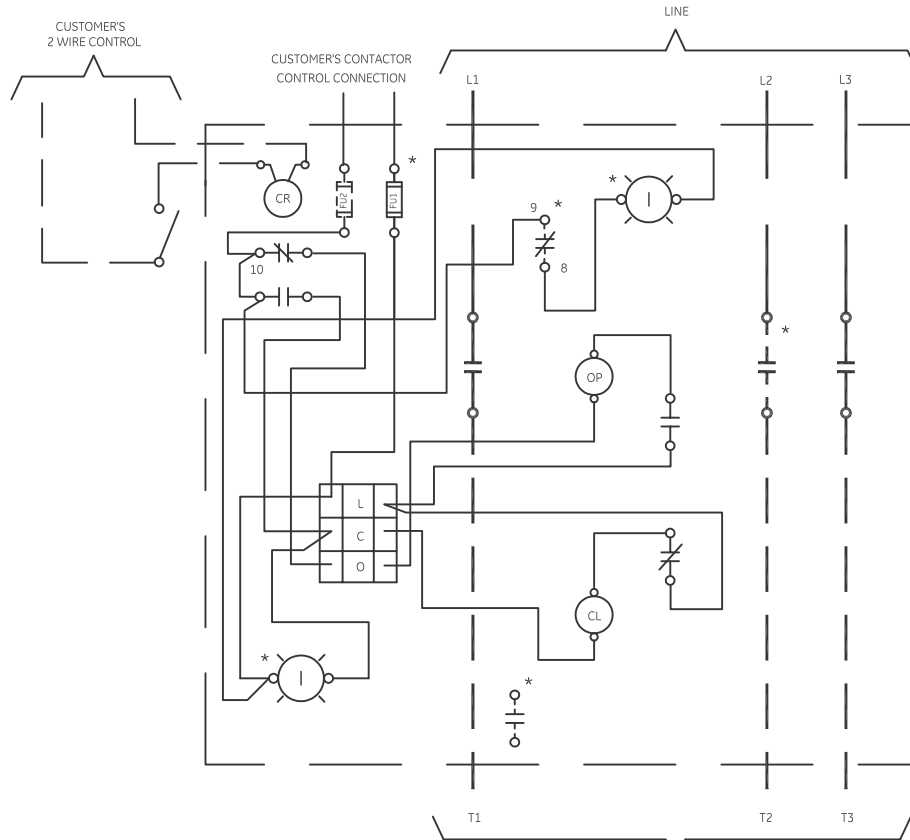 LINE
CUSTOMER'S
2 WIRE CONTROL
CUSTOMER'S CONTACTOR
CONTROL CONNECTION
L1
L2
L3
*
*
CR
FU2
FU1
I
9
*
8
10
*
OP
L
C
O
CL
*
I
*
T1
T2
T3